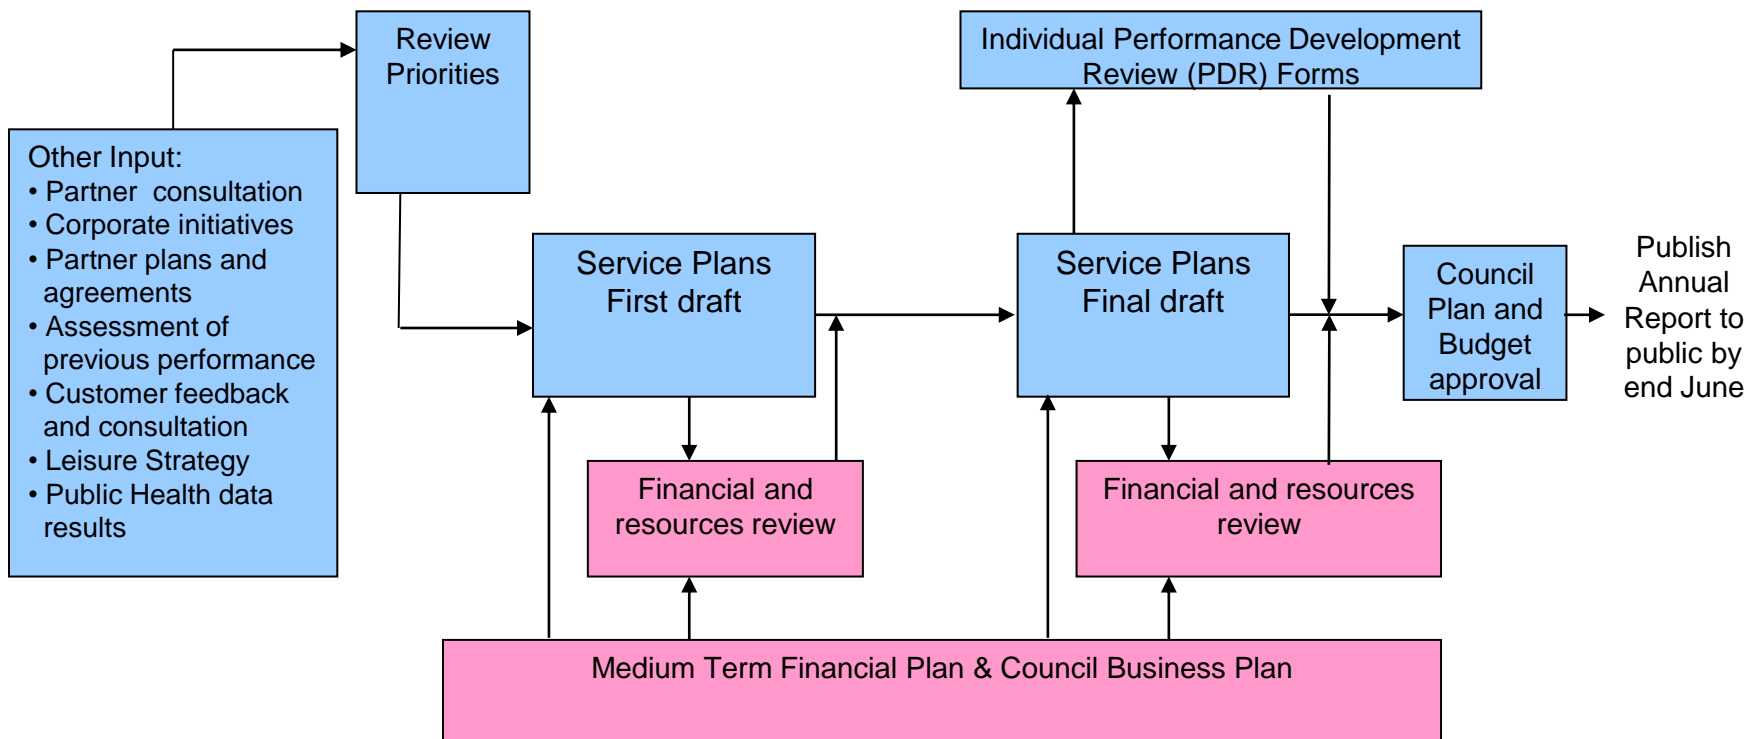 Review
Priorities
Individual Performance Development
Review (PDR) Forms
Other Input:
• Partner consultation
• Corporate initiatives
• Partner plans and
agreements
• Assessment of
previous performance
• Customer feedback
and consultation
• Leisure Strategy
• Public Health data
results
Service Plans
First draft
Service Plans
Final draft
Council
Plan and
Budget
approval
Publish
Annual
Report to
public by
end June
Financial and
resources review
Financial and resources
review
Medium Term Financial Plan & Council Business Plan